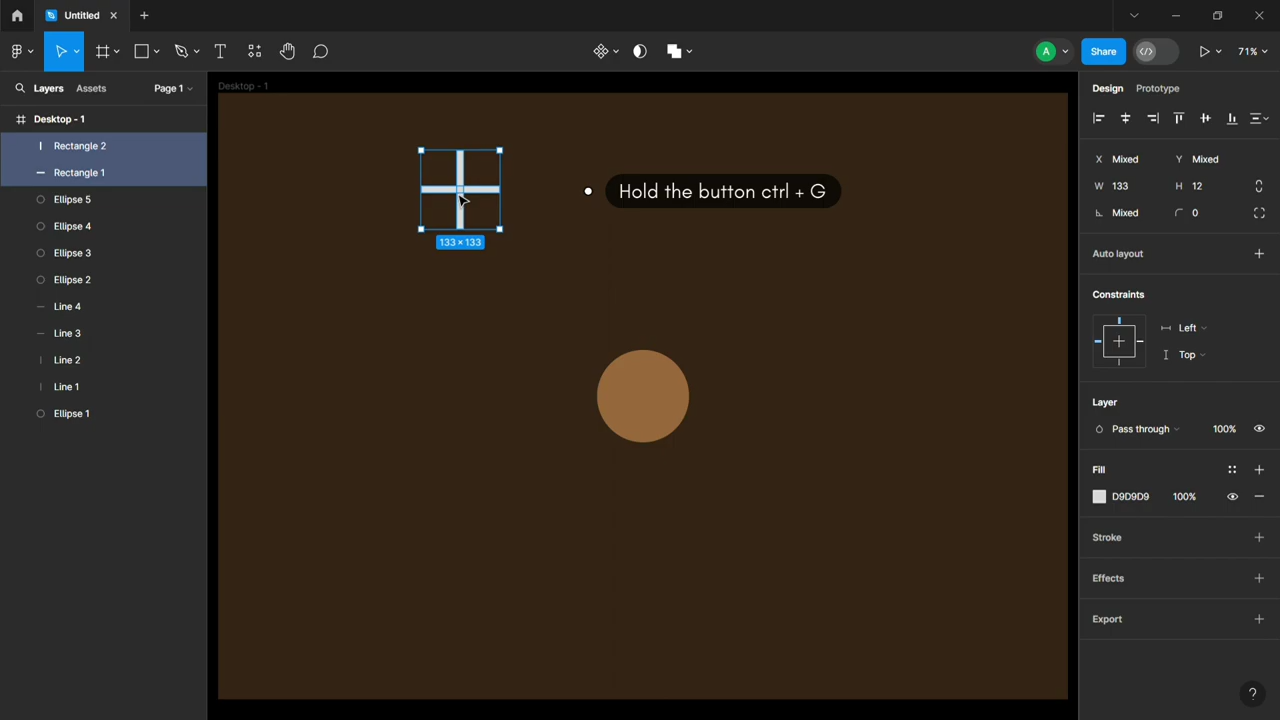 Untitled
Share
71%
Layers
Assets
Page 1
Desktop - 1
Design
Prototype
Desktop - 1
Rectangle 2
Rectangle 1
Ellipse 5
Ellipse 4
Ellipse 3
Ellipse 2
Line 4
Line 3
Line 2
Line 1
Ellipse 1
133 × 133
Hold the button ctrl + G
X Mixed Y Mixed
W 133 H 12
Mixed 0
Auto layout
Constraints
Left
Top
Layer
Pass through 100%
Fill
D9D9D9 100%
Stroke
Effects
Export
A
?